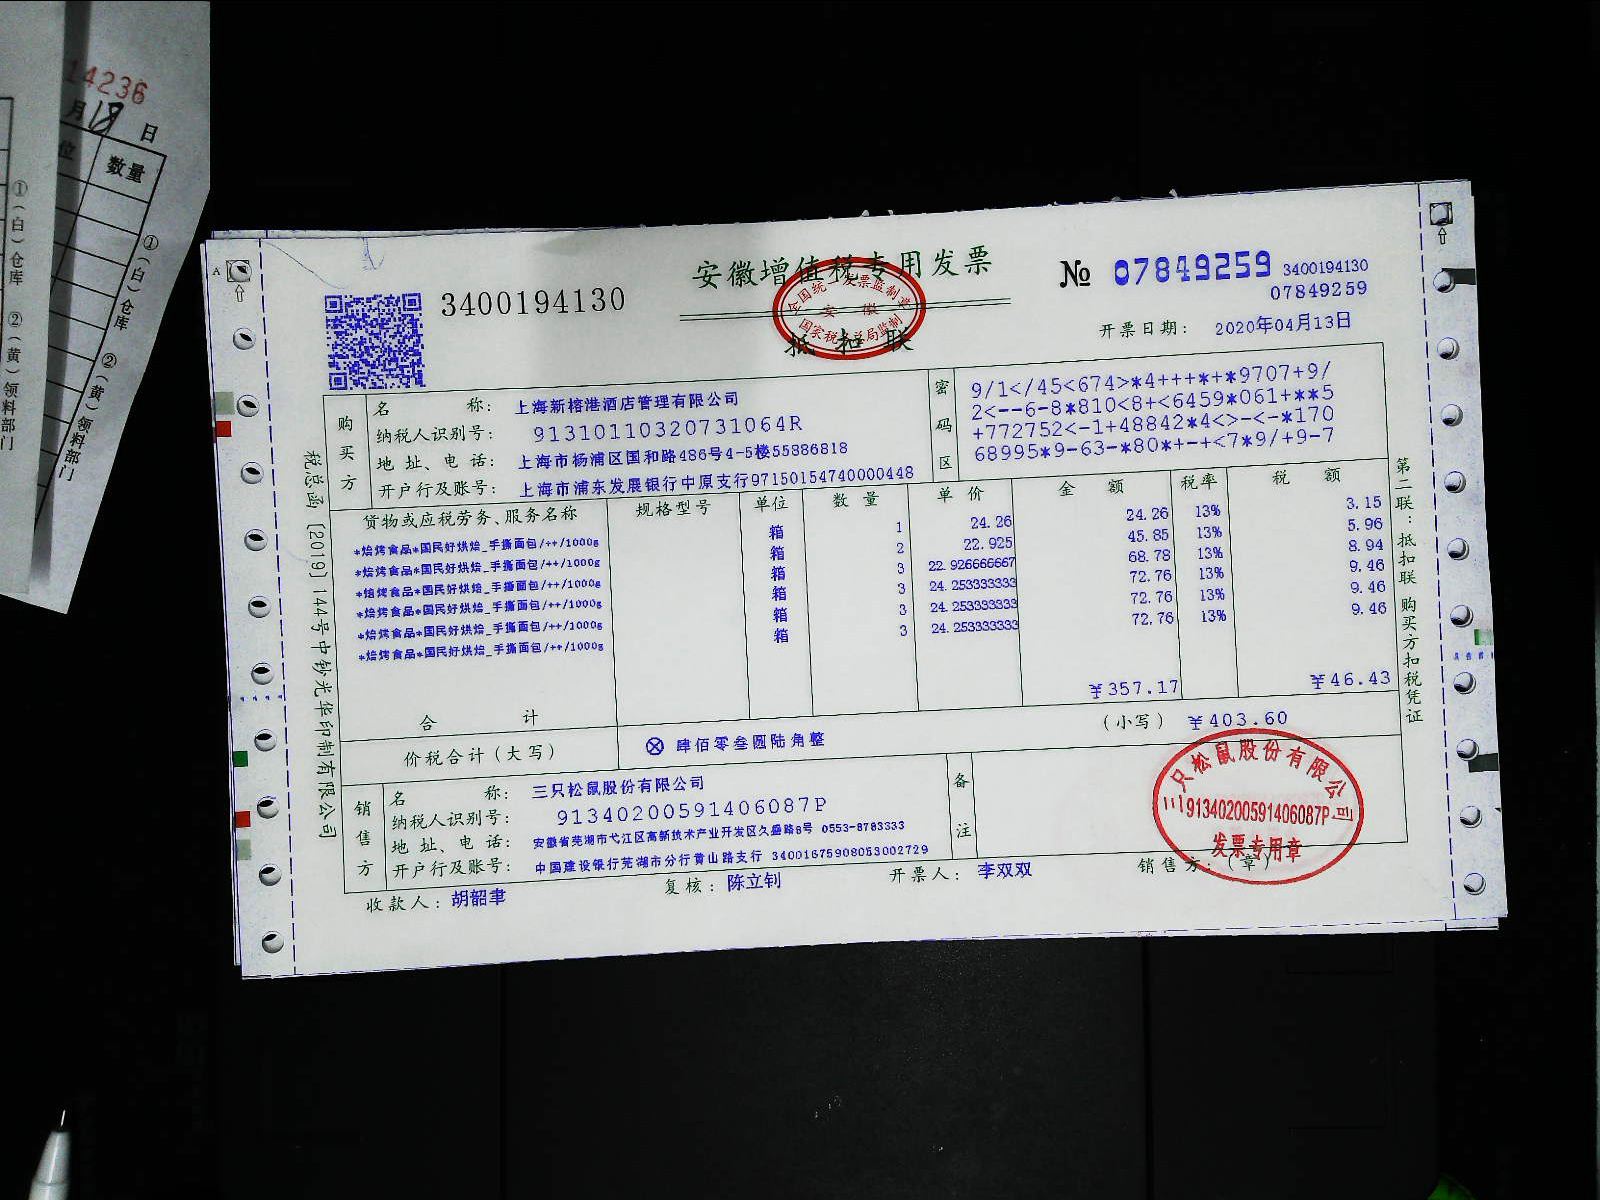 14236
月18日
位 数量
①(白)仓库 ②(黄)领料部门
①(白)仓库 ②(黄)领料部门
3400194130
安徽增值税专用发票
№ 07849259
3400194130
07849259
全国统一发票监制章
安徽
国家税务总局监制
抵扣联
开票日期: 2020年04月13日
税总函〔2019〕144号中钞光华印制有限公司
购买方
名称: 上海新榕港酒店管理有限公司
纳税人识别号: 91310110320731064R
地址、电话: 上海市杨浦区国和路486号4-5楼55886818
开户行及账号: 上海市浦东发展银行中原支行97150154740000448
密码区
9/1</45<674>*4+++*+*9707+9/
2<--6-8*810<8+<6459*061+**5
+772752<-1+48842*4<>-<-*170
68995*9-63-*80*+-+<7*9/+9-7
货物或应税劳务、服务名称 规格型号 单位 数量 单价 金额 税率 税额
*焙烤食品*国民好烘焙_手撕面包/++/1000g 箱 1 24.26 24.26 13% 3.15
*焙烤食品*国民好烘焙_手撕面包/++/1000g 箱 2 22.925 45.85 13% 5.96
*焙烤食品*国民好烘焙_手撕面包/++/1000g 箱 3 22.926666667 68.78 13% 8.94
*焙烤食品*国民好烘焙_手撕面包/++/1000g 箱 3 24.253333333 72.76 13% 9.46
*焙烤食品*国民好烘焙_手撕面包/++/1000g 箱 3 24.253333333 72.76 13% 9.46
*焙烤食品*国民好烘焙_手撕面包/++/1000g 箱 3 24.253333333 72.76 13% 9.46
合计 ¥357.17 ¥46.43
价税合计(大写) ⊗肆佰零叁圆陆角整 (小写) ¥403.60
第二联:抵扣联 购买方扣税凭证
销售方
名称: 三只松鼠股份有限公司
纳税人识别号: 91340200591406087P
地址、电话: 安徽省芜湖市弋江区高新技术产业开发区久盛路8号 0553-8783333
开户行及账号: 中国建设银行芜湖市分行黄山路支行 34001675908053002729
备注
三只松鼠股份有限公司
91340200591406087P
发票专用章
收款人: 胡韶聿 复核: 陈立钊 开票人: 李双双 销售方:(章)